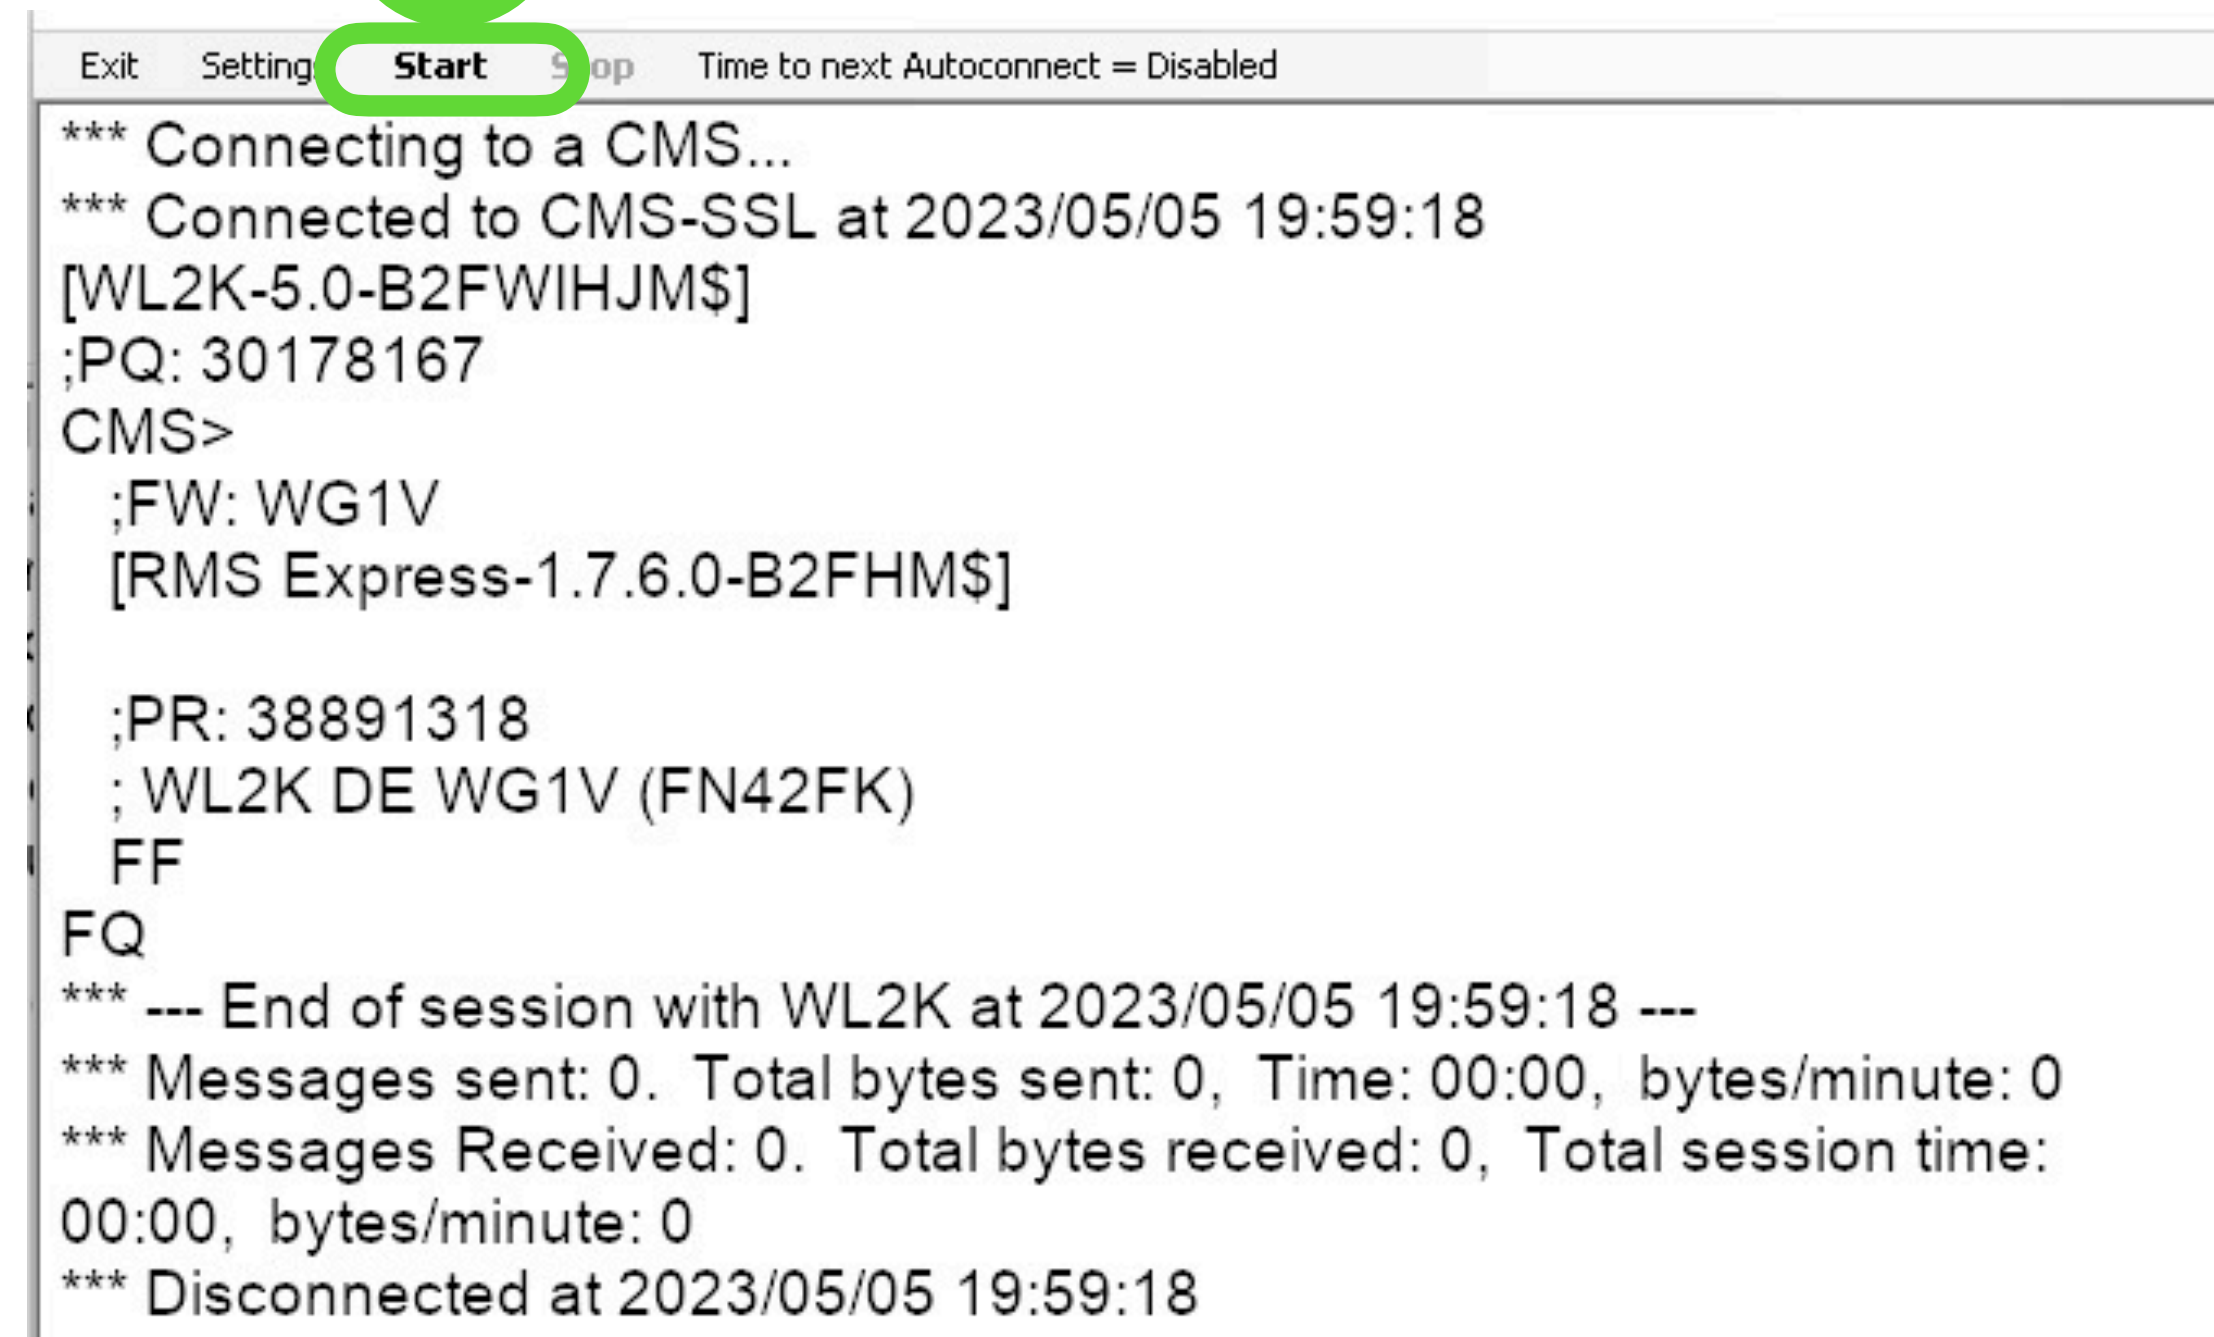 Exit Settings Start Stop Time to next Autoconnect = Disabled
*** Connecting to a CMS...
*** Connected to CMS-SSL at 2023/05/05 19:59:18
[WL2K-5.0-B2FWIHJM$]
;PQ: 30178167
CMS>
;FW: WG1V
[RMS Express-1.7.6.0-B2FHM$]
;PR: 38891318
; WL2K DE WG1V (FN42FK)
FF
FQ
*** --- End of session with WL2K at 2023/05/05 19:59:18 ---
*** Messages sent: 0. Total bytes sent: 0, Time: 00:00, bytes/minute: 0
*** Messages Received: 0. Total bytes received: 0, Total session time:
00:00, bytes/minute: 0
*** Disconnected at 2023/05/05 19:59:18